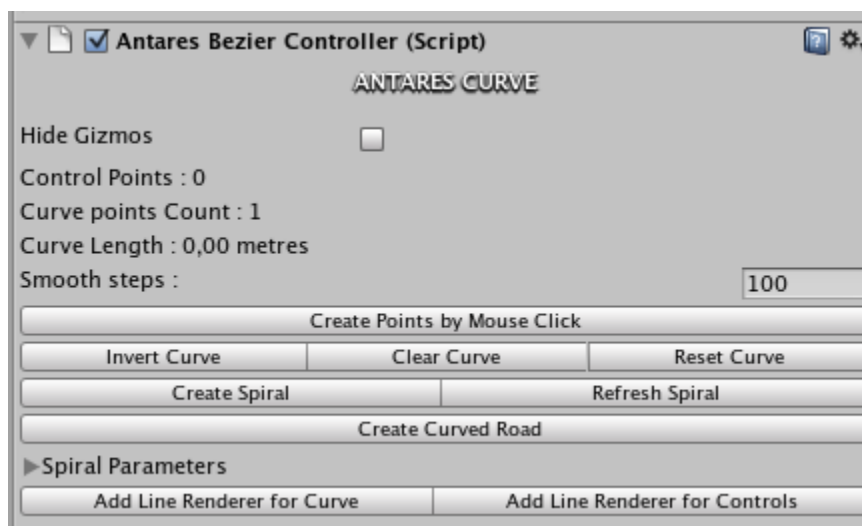 Antares Bezier Controller (Script)
ANTARES CURVE
Hide Gizmos
Control Points : 0
Curve points Count : 1
Curve Length : 0,00 metres
Smooth steps : 100
Create Points by Mouse Click
Invert Curve Clear Curve Reset Curve
Create Spiral Refresh Spiral
Create Curved Road
Spiral Parameters
Add Line Renderer for Curve Add Line Renderer for Controls